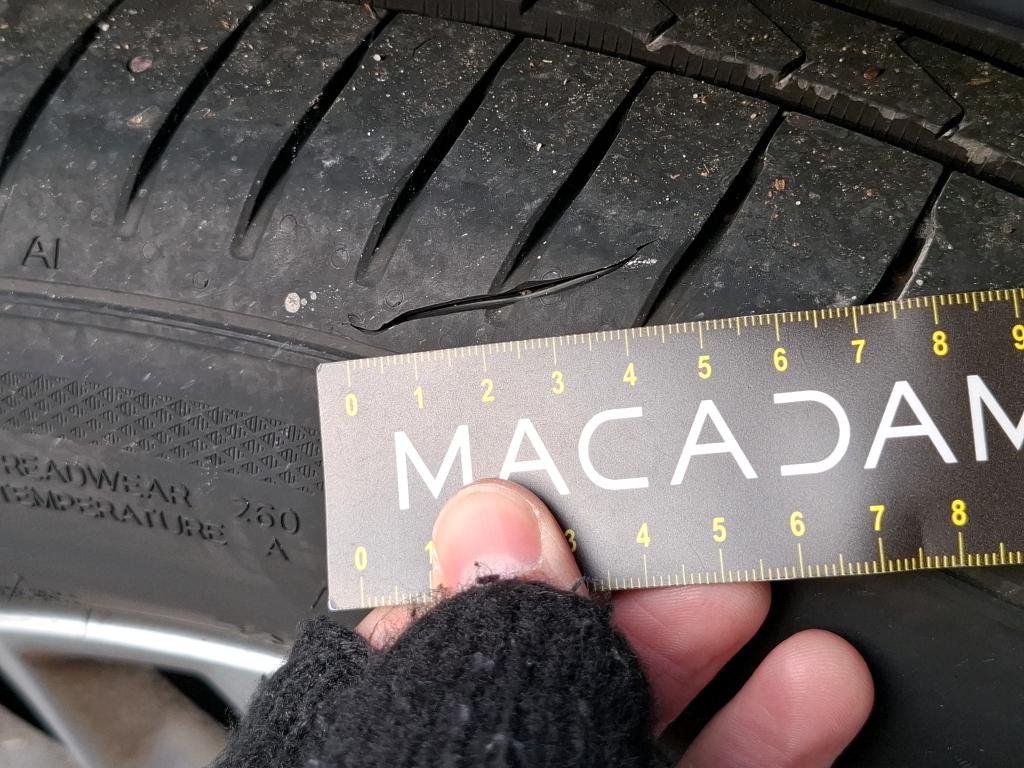 AI
0 1 2 3 4 5 6 7 8 9
MACADAM
READWEAR 260
TEMPERATURE A
0 1 3 4 5 6 7 8